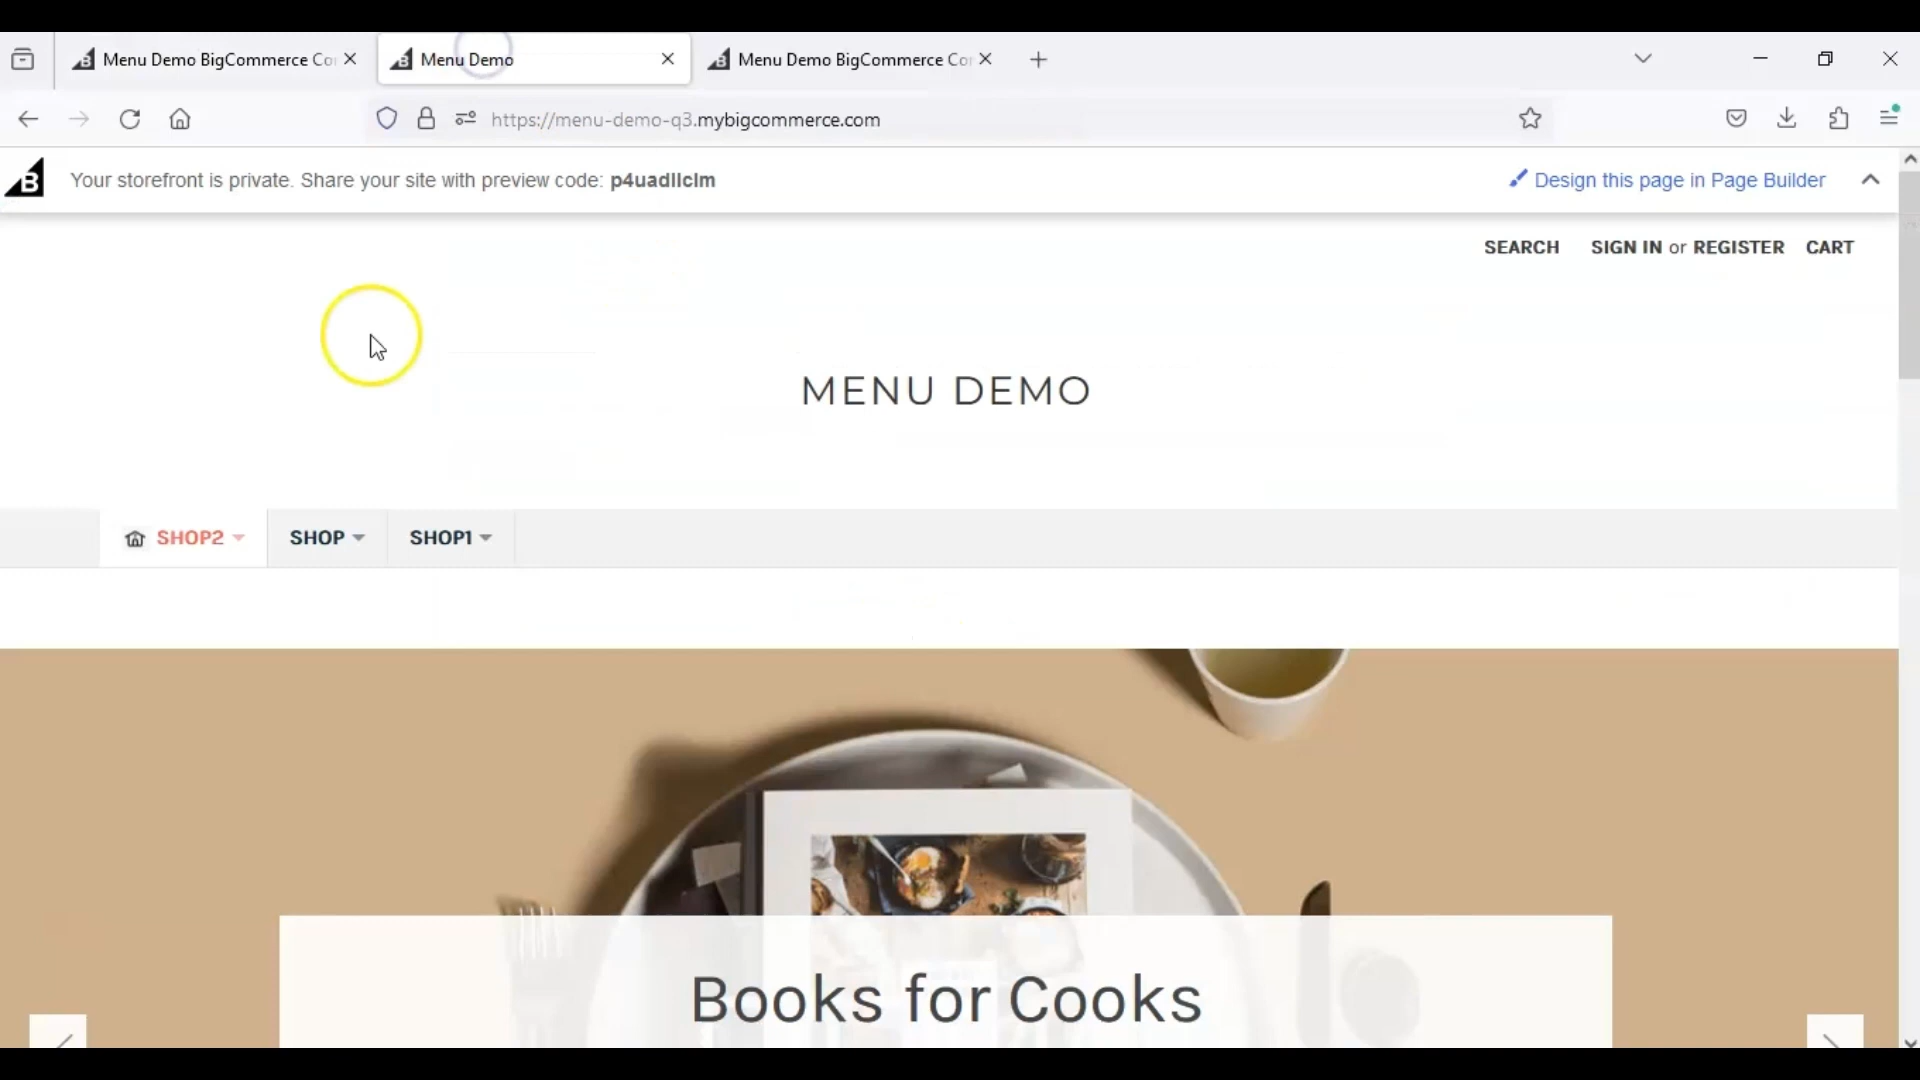 Menu Demo BigCommerce Co
Menu Demo
Menu Demo BigCommerce Co
https://menu-demo-q3.mybigcommerce.com
B
Your storefront is private. Share your site with preview code: p4uadllclm
Design this page in Page Builder
SEARCH SIGN IN or REGISTER CART
MENU DEMO
SHOP2 SHOP SHOP1
Books for Cooks